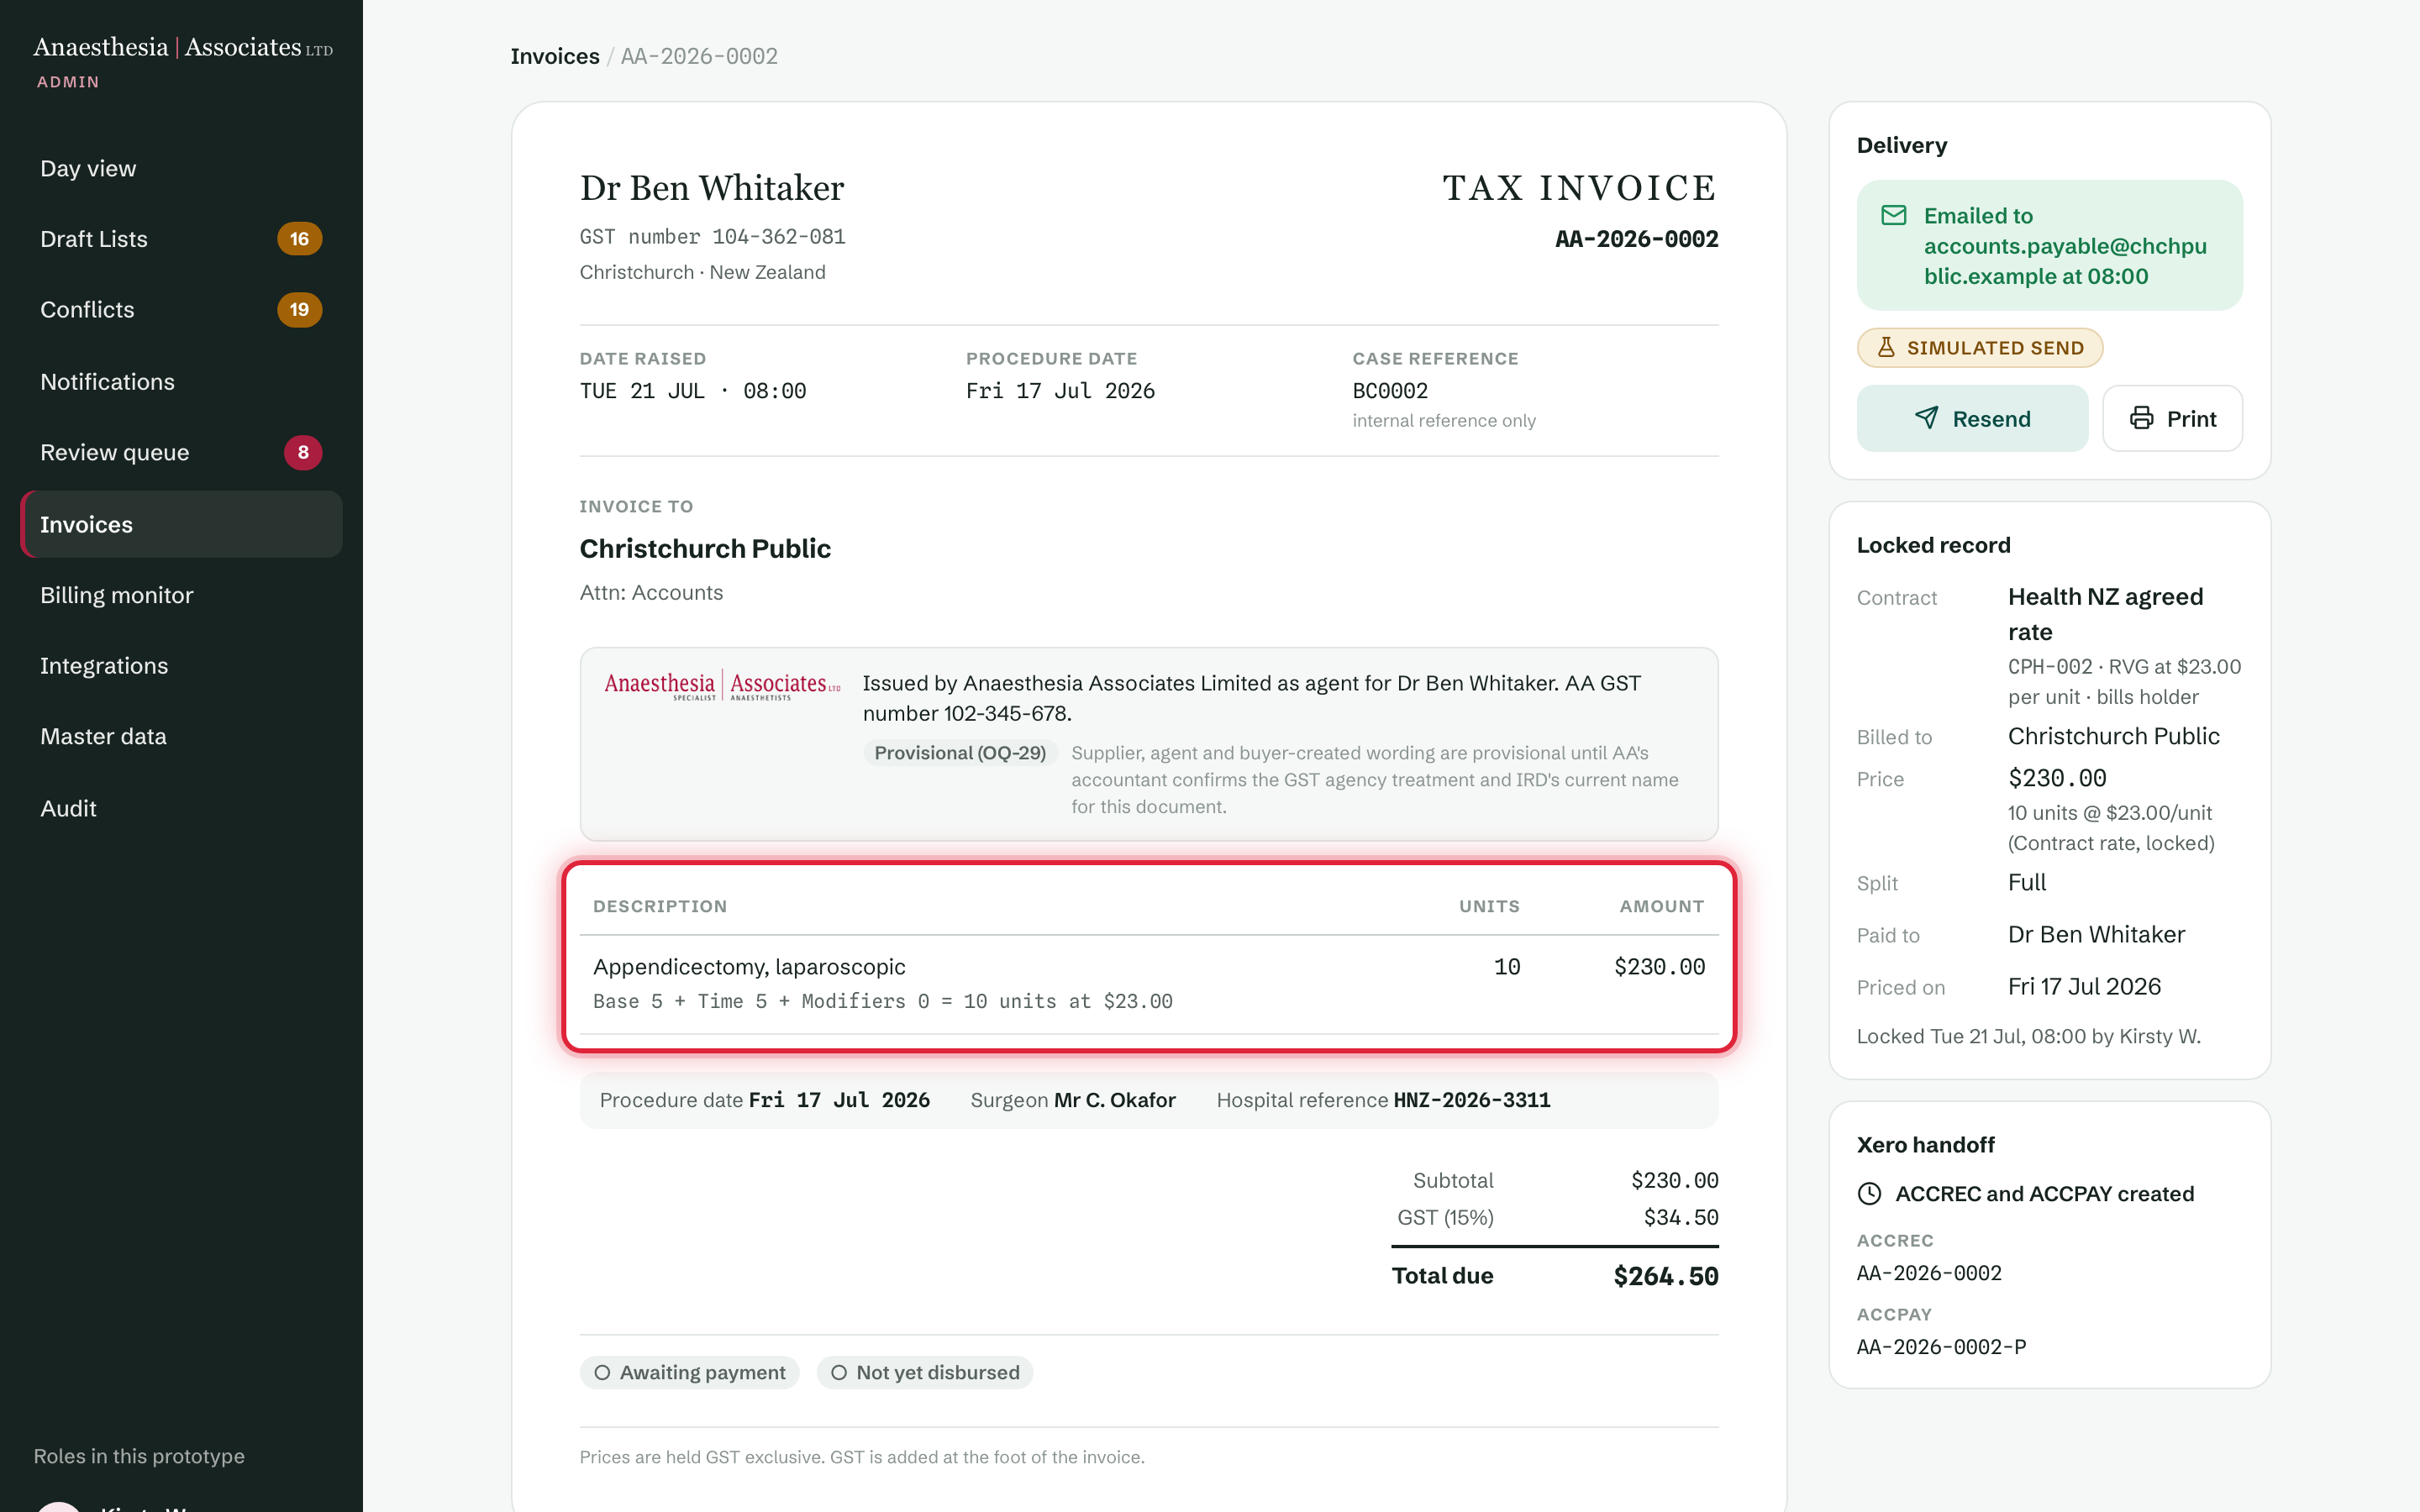 Anaesthesia | Associates LTD
ADMIN
Day view
Draft Lists 16
Conflicts 19
Notifications
Review queue 8
Invoices
Billing monitor
Integrations
Master data
Audit
Roles in this prototype
Invoices / AA-2026-0002
Dr Ben Whitaker
GST number 104-362-081
Christchurch · New Zealand
TAX INVOICE
AA-2026-0002
DATE RAISED
TUE 21 JUL · 08:00
PROCEDURE DATE
Fri 17 Jul 2026
CASE REFERENCE
BC0002
internal reference only
INVOICE TO
Christchurch Public
Attn: Accounts
Anaesthesia | Associates LTD
SPECIALIST ANAESTHETISTS
Issued by Anaesthesia Associates Limited as agent for Dr Ben Whitaker. AA GST
number 102-345-678.
Provisional (OQ-29)
Supplier, agent and buyer-created wording are provisional until AA's
accountant confirms the GST agency treatment and IRD's current name
for this document.
DESCRIPTION UNITS AMOUNT
Appendicectomy, laparoscopic 10 $230.00
Base 5 + Time 5 + Modifiers 0 = 10 units at $23.00
Procedure date Fri 17 Jul 2026 Surgeon Mr C. Okafor Hospital reference HNZ-2026-3311
Subtotal $230.00
GST (15%) $34.50
Total due $264.50
Awaiting payment Not yet disbursed
Prices are held GST exclusive. GST is added at the foot of the invoice.
Delivery
Emailed to
accounts.payable@chchpu
blic.example at 08:00
SIMULATED SEND
Resend Print
Locked record
Contract Health NZ agreed
rate
CPH-002 · RVG at $23.00
per unit · bills holder
Billed to Christchurch Public
Price $230.00
10 units @ $23.00/unit
(Contract rate, locked)
Split Full
Paid to Dr Ben Whitaker
Priced on Fri 17 Jul 2026
Locked Tue 21 Jul, 08:00 by Kirsty W.
Xero handoff
ACCREC and ACCPAY created
ACCREC
AA-2026-0002
ACCPAY
AA-2026-0002-P